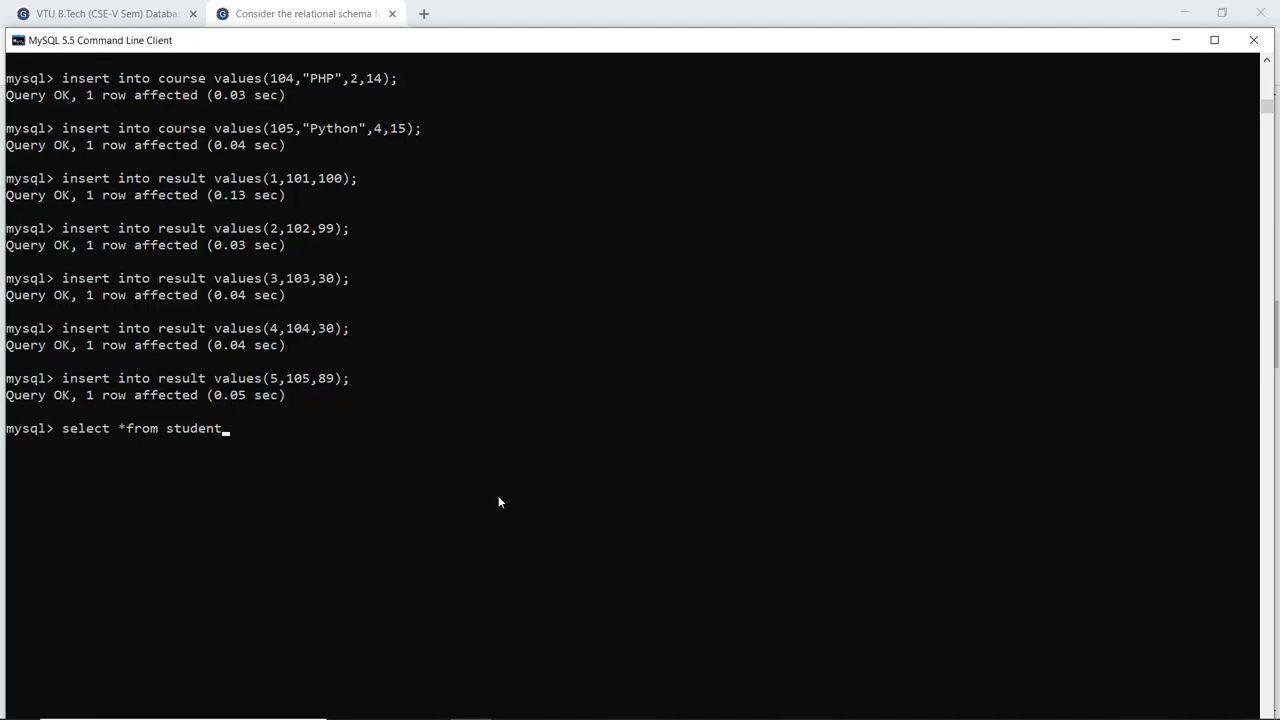 VTU B.Tech (CSE-V Sem) Databa
Consider the relational schema f
MySQL 5.5 Command Line Client
mysql> insert into course values(104,"PHP",2,14);
Query OK, 1 row affected (0.03 sec)
mysql> insert into course values(105,"Python",4,15);
Query OK, 1 row affected (0.04 sec)
mysql> insert into result values(1,101,100);
Query OK, 1 row affected (0.13 sec)
mysql> insert into result values(2,102,99);
Query OK, 1 row affected (0.03 sec)
mysql> insert into result values(3,103,30);
Query OK, 1 row affected (0.04 sec)
mysql> insert into result values(4,104,30);
Query OK, 1 row affected (0.04 sec)
mysql> insert into result values(5,105,89);
Query OK, 1 row affected (0.05 sec)
mysql> select *from student